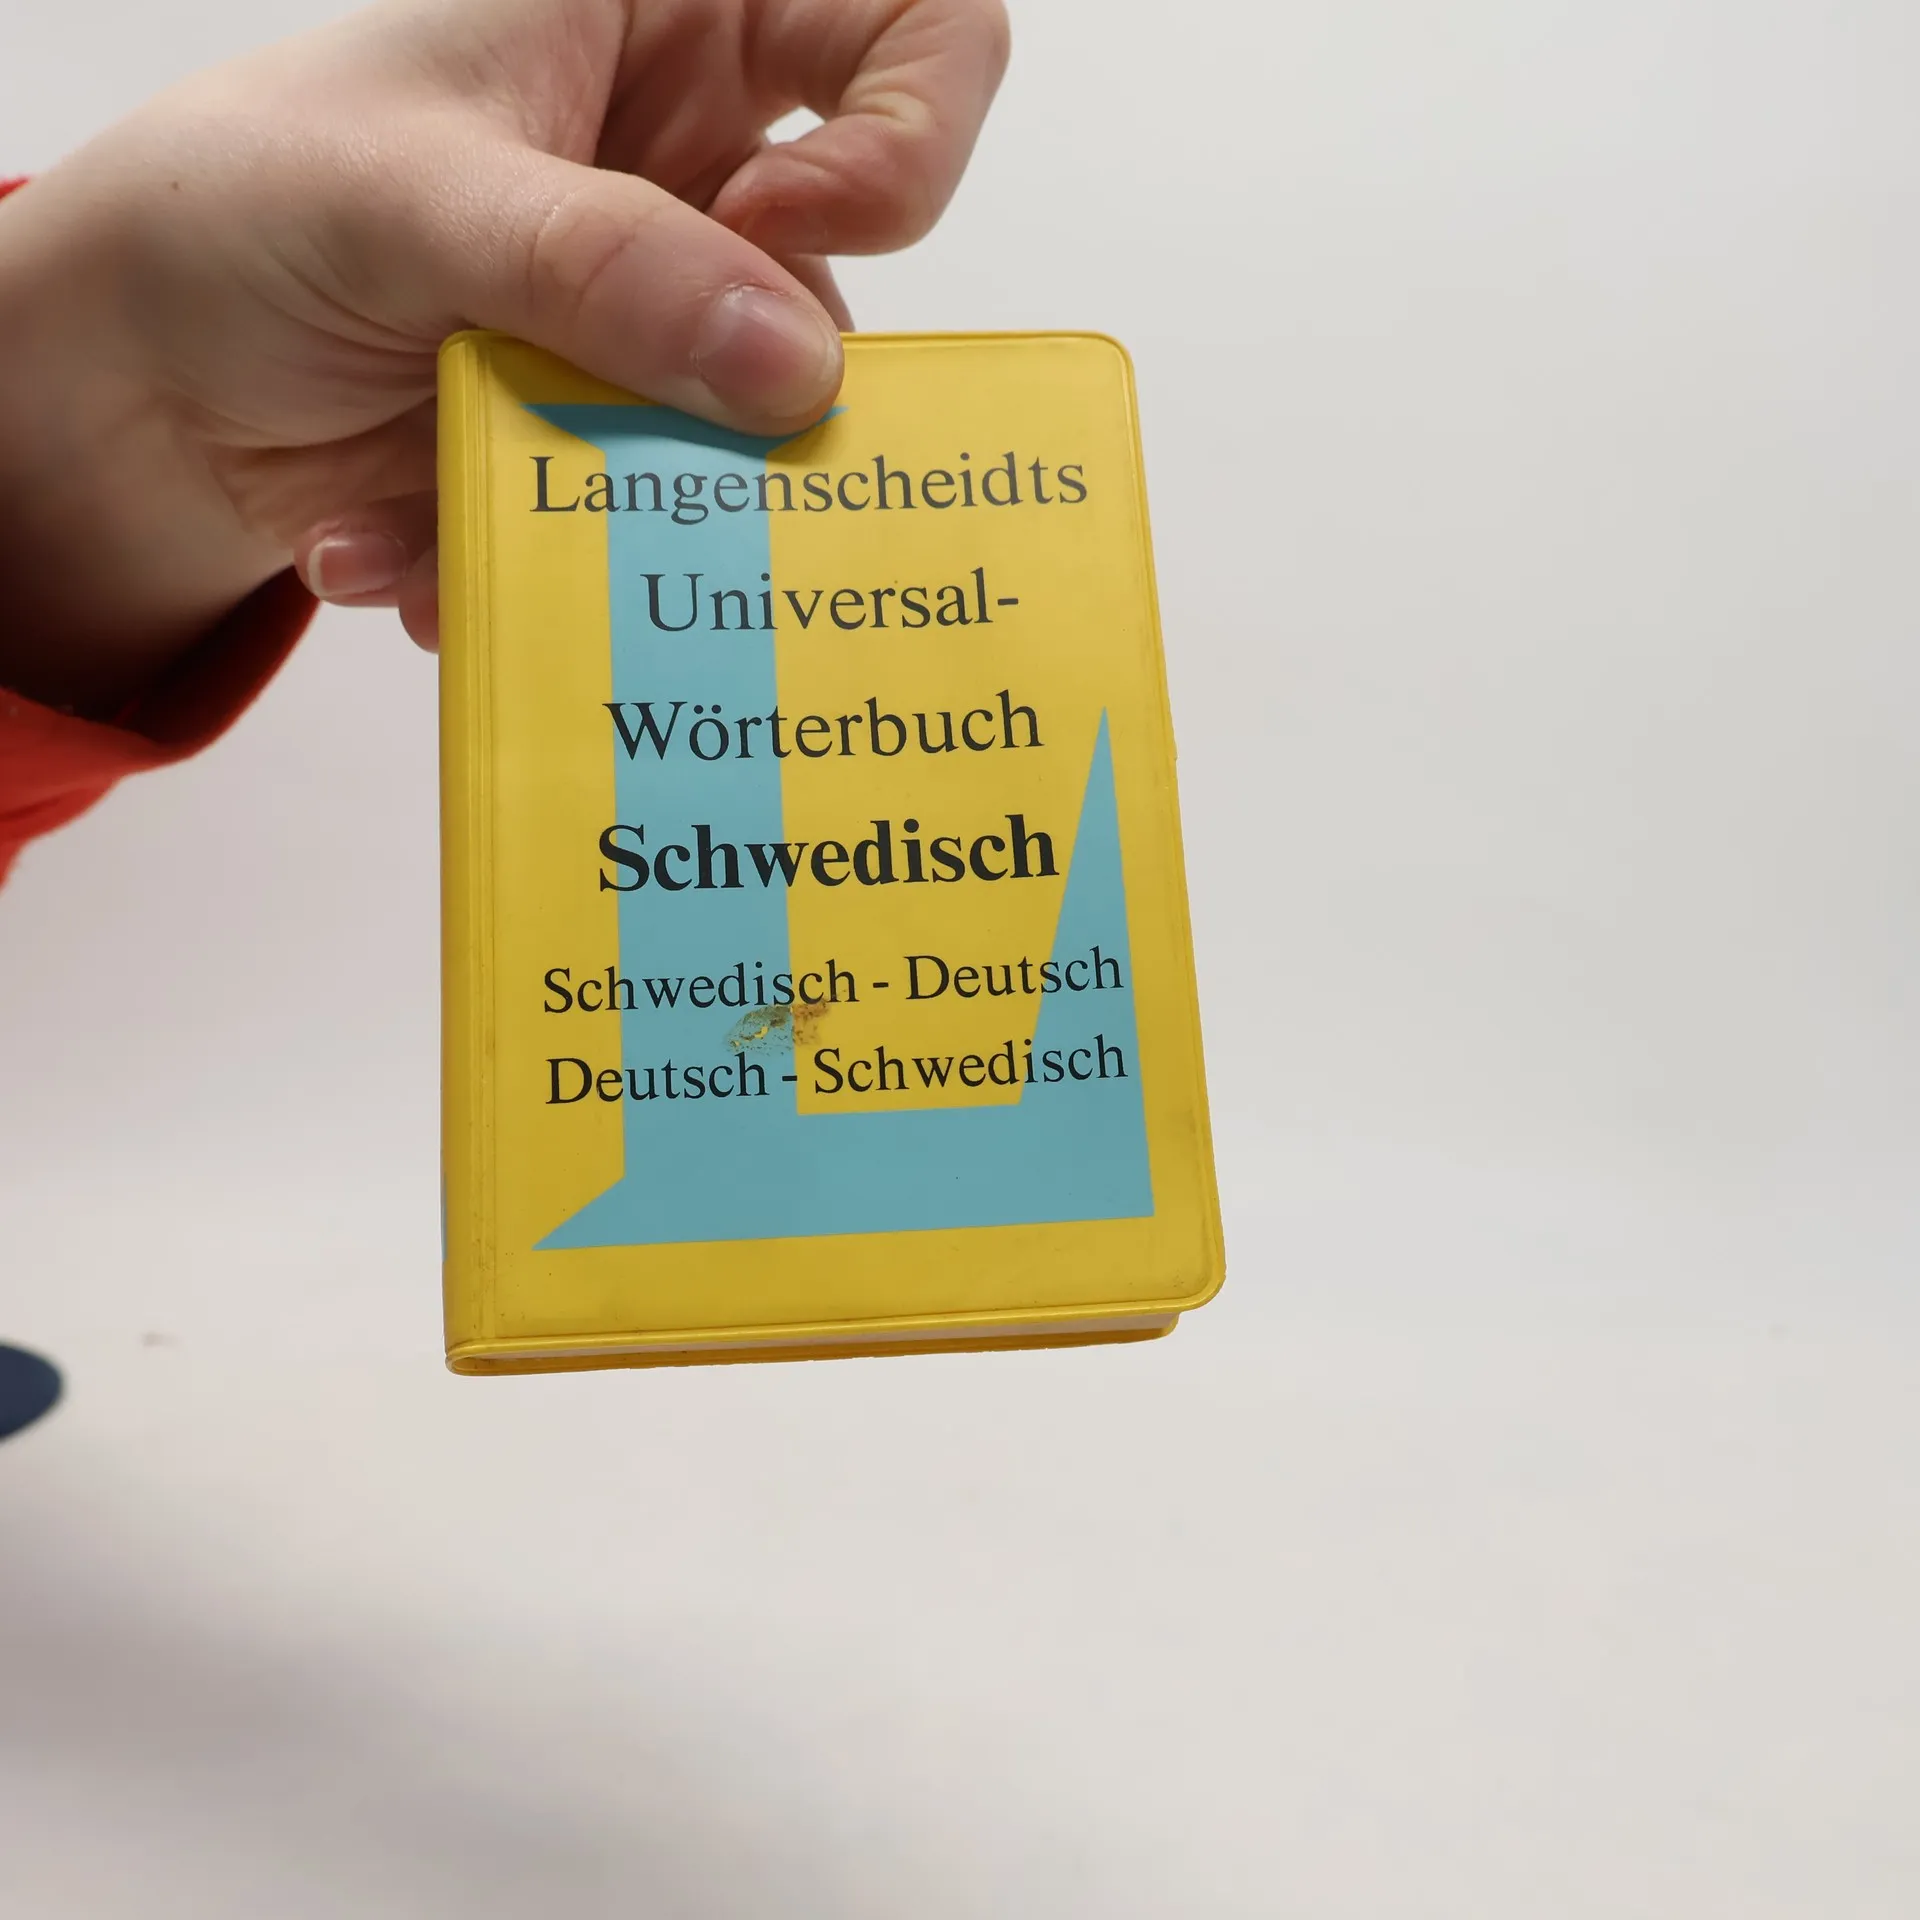 Langenscheidts
Universal-
Wörterbuch
Schwedisch
Schwedisch - Deutsch
Deutsch - Schwedisch